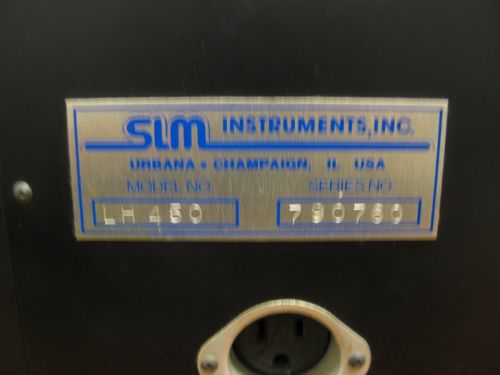 SLM INSTRUMENTS, INC.
URBANA • CHAMPAIGN, IL USA
MODEL NO. SERIES NO.
LH 450 790760